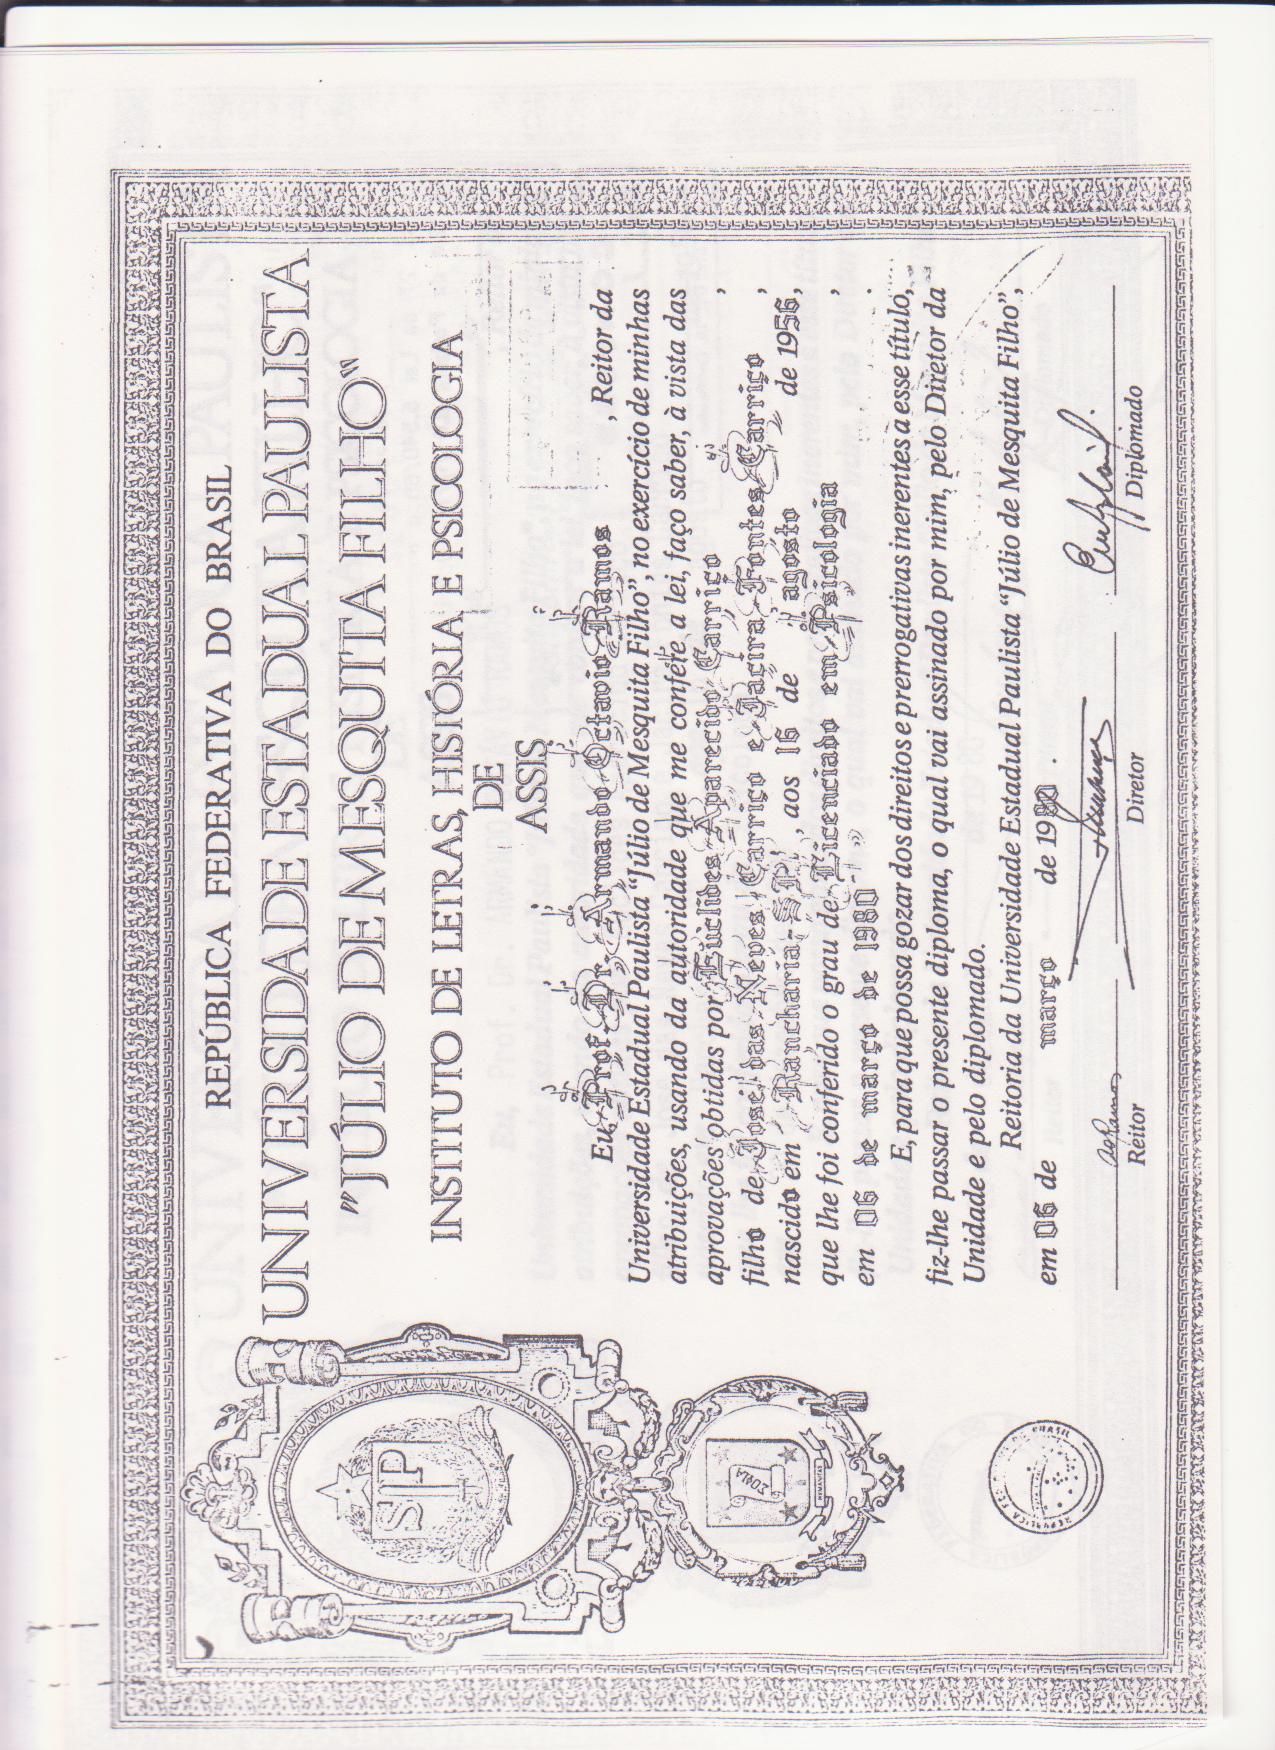 REPÚBLICA FEDERATIVA DO BRASIL
UNIVERSIDADE ESTADUAL PAULISTA
"JÚLIO DE MESQUITA FILHO"
INSTITUTO DE LETRAS, HISTÓRIA E PSICOLOGIA
DE
ASSIS
Eu, Prof. Dr. Armando Octavio Ramos , Reitor da
Universidade Estadual Paulista "Júlio de Mesquita Filho", no exercício de minhas
atribuições, usando da autoridade que me confere a lei, faço saber, à vista das
aprovações obtidas por Euclides Aparecido Carriço ,
filho de José das Neves Carriço e Jacira Fontes Carriço ,
nascido em Rancharia-SP , aos 16 de agosto de 1956,
que lhe foi conferido o grau de Licenciado em Psicologia ,
em 06 de março de 1980 .
E, para que possa gozar dos direitos e prerrogativas inerentes a esse título,
fiz-lhe passar o presente diploma, o qual vai assinado por mim, pelo Diretor da
Unidade e pelo diplomado.
Reitoria da Universidade Estadual Paulista "Júlio de Mesquita Filho",
em 06 de março de 1980.
Reitor
Diretor
Diplomado
SP